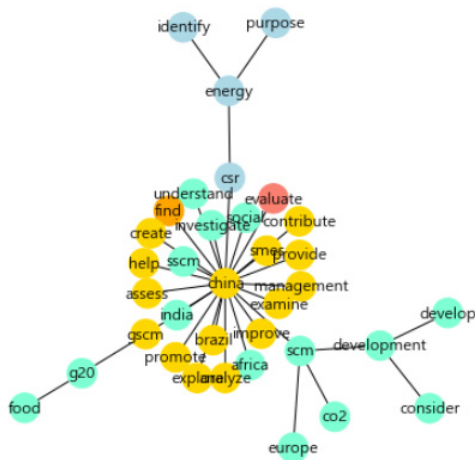 identify
purpose
energy
csr
understand
evaluate
find
social
investigate
contribute
create
smes
provide
help
sscm
china
management
assess
examine
india
gscm
brazil
improve
promote
africa
scm
development
develop
g20
explore
analyze
food
co2
consider
europe